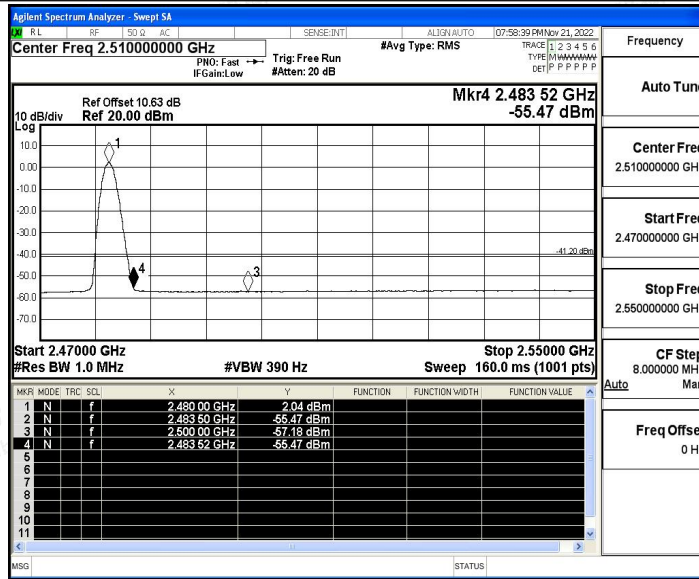 Agilent Spectrum Analyzer - Swept SA
RL RF 50 Ω AC SENSE:INT ALIGN AUTO 07:58:39 PM Nov 21, 2022
Center Freq 2.510000000 GHz #Avg Type: RMS TRACE 1 2 3 4 5 6
PNO: Fast Trig: Free Run TYPE M WWWWW
IFGain:Low #Atten: 20 dB DET P P P P P P
Ref Offset 10.63 dB Mkr4 2.483 52 GHz
10 dB/div Ref 20.00 dBm -55.47 dBm
Log
10.0
0.00
-10.0
-20.0
-30.0
-40.0
-50.0
-60.0
-70.0
1
4
3
-41.20 dBm
Start 2.47000 GHz Stop 2.55000 GHz
#Res BW 1.0 MHz #VBW 390 Hz Sweep 160.0 ms (1001 pts)
MKR MODE TRC SCL X Y FUNCTION FUNCTION WIDTH FUNCTION VALUE
1 N f 2.480 00 GHz 2.04 dBm
2 N f 2.483 50 GHz -55.47 dBm
3 N f 2.500 00 GHz -57.18 dBm
4 N f 2.483 52 GHz -55.47 dBm
5
6
7
8
9
10
11
MSG STATUS
Frequency
Auto Tun
Center Fre
2.510000000 GH
Start Fre
2.470000000 GH
Stop Fre
2.550000000 GH
CF Step
8.000000 MH
Auto Ma
Freq Offse
0 H